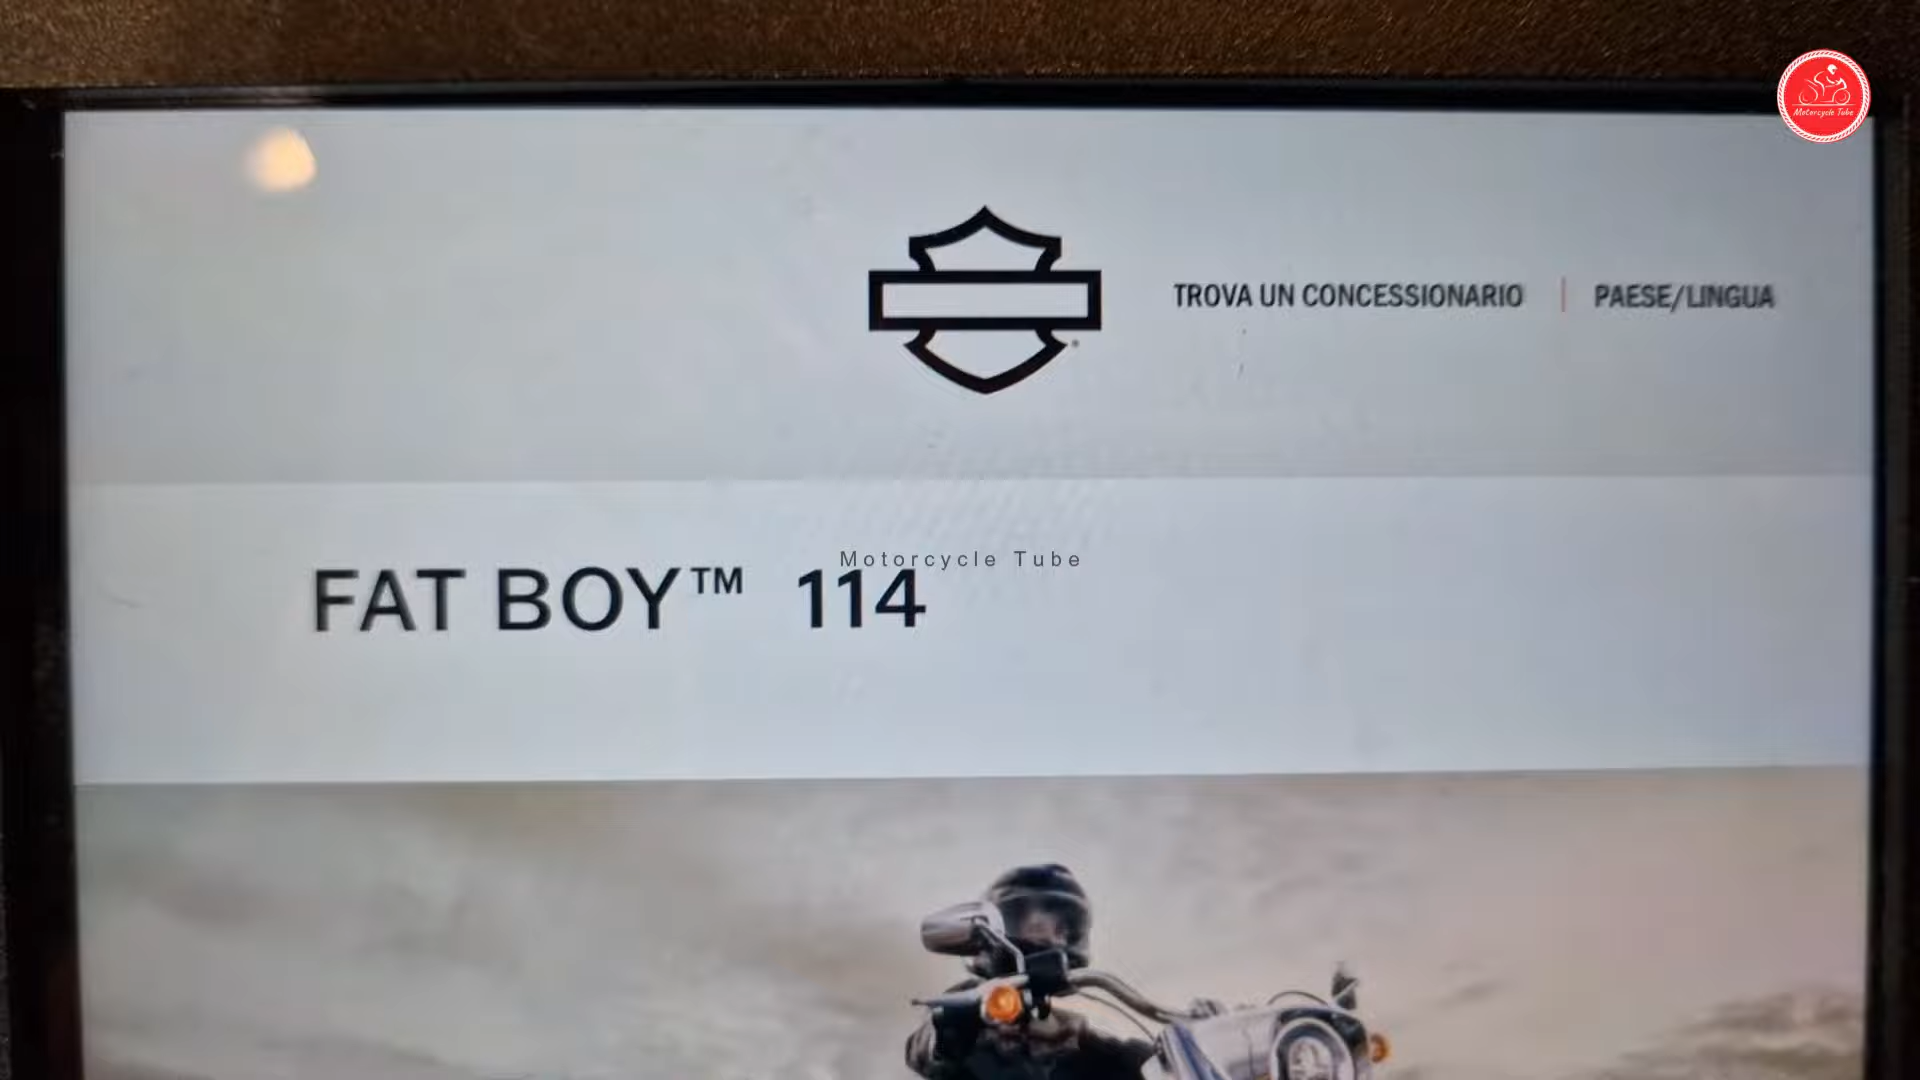 Motorcycle Tube
TROVA UN CONCESSIONARIO | PAESE/LINGUA
Motorcycle Tube
FAT BOY™ 114